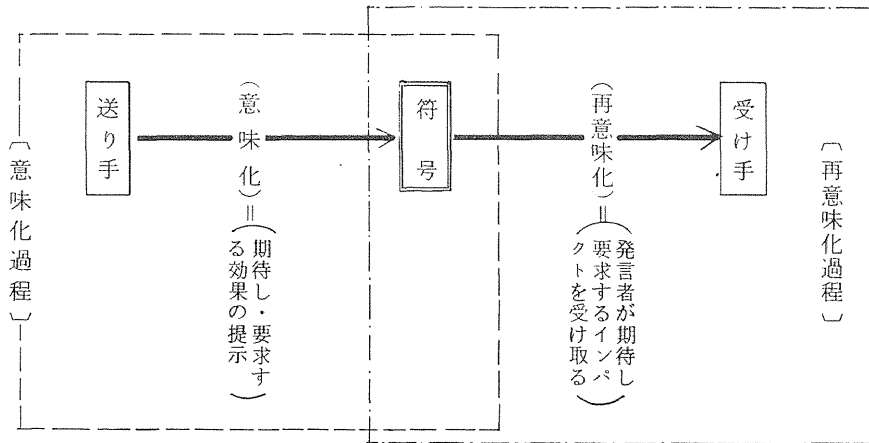 〔意味化過程〕
送り手
(意味化)=(期待し・要求す
る効果の提示)
符号
(再意味化)=(発言者が期待し
要求するインパ
クトを受け取る)
受け手
〔再意味化過程〕